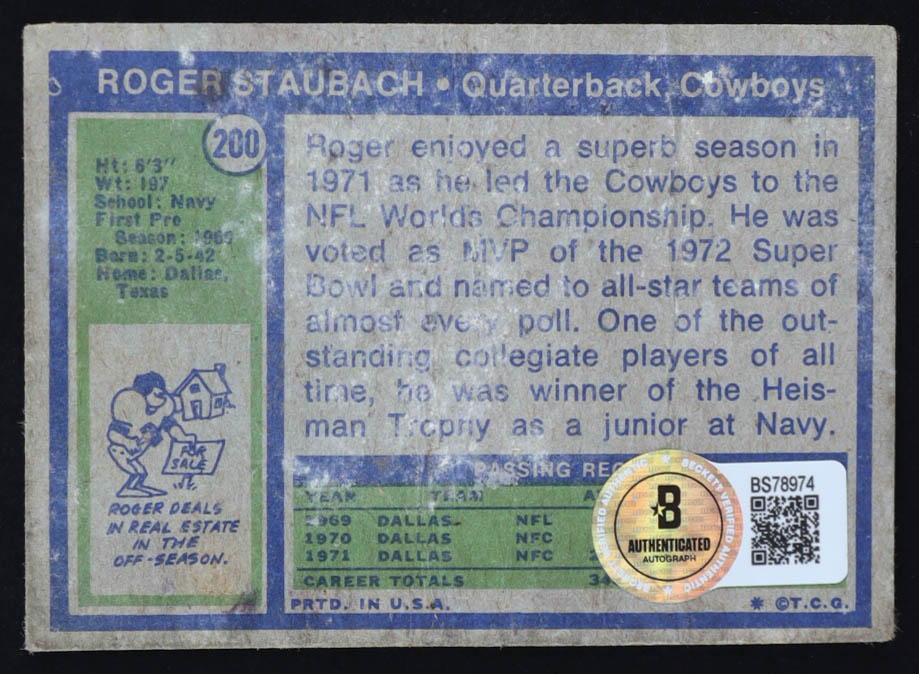 ROGER STAUBACH • Quarterback, Cowboys
200
Ht: 6'3"
Wt: 197
School: Navy
First Pro
Season: 1969
Born: 2-5-42
Home: Dallas,
Texas
Roger enjoyed a superb season in
1971 as he led the Cowboys to the
NFL World's Championship. He was
voted as MVP of the 1972 Super
Bowl and named to all-star teams of
almost every poll. One of the out-
standing collegiate players of all
time, he was winner of the Heis-
man Trophy as a junior at Navy.
FOR
SALE
ROGER DEALS
IN REAL ESTATE
IN THE
OFF-SEASON.
PASSING REC
YEAR TEAM A
1969 DALLAS NFL
1970 DALLAS NFC
1971 DALLAS NFC
CAREER TOTALS 34
PRTD. IN U.S.A.
* ©T.C.G.
BECKETT VERIFIED AUTHENTIC
B
AUTHENTICATED
AUTOGRAPH
BS78974